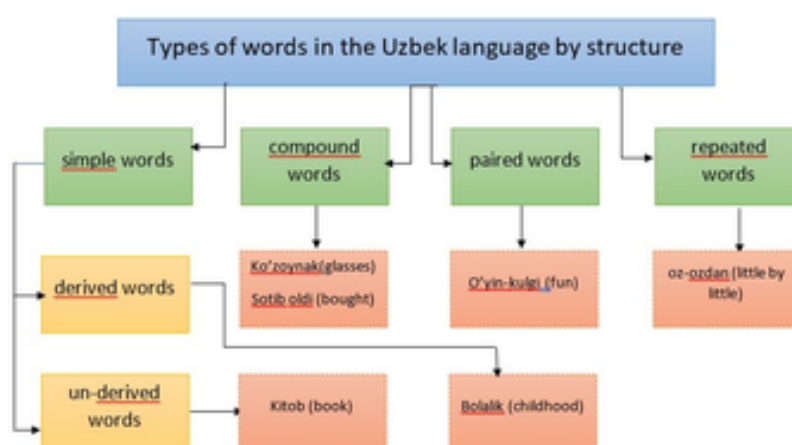 Types of words in the Uzbek language by structure
simple words
compound
words
paired words
repeated
words
derived words
Ko'zoynak(glasses)
Sotib oldi (bought)
O'yin-kulgi (fun)
oz-ozdan (little by
little)
un-derived
words
Kitob (book)
Bolalik (childhood)